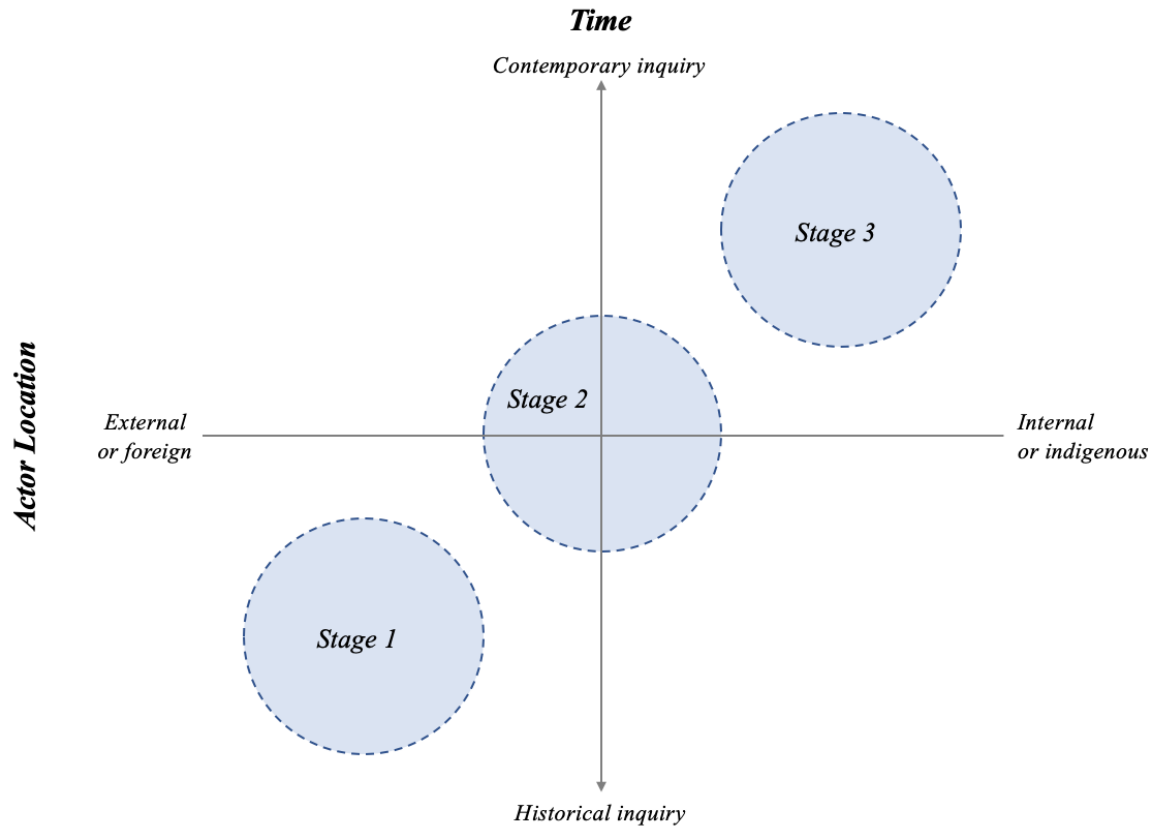 Time
Contemporary inquiry
Stage 3
Stage 2
Actor Location
External
or foreign
Internal
or indigenous
Stage 1
Historical inquiry